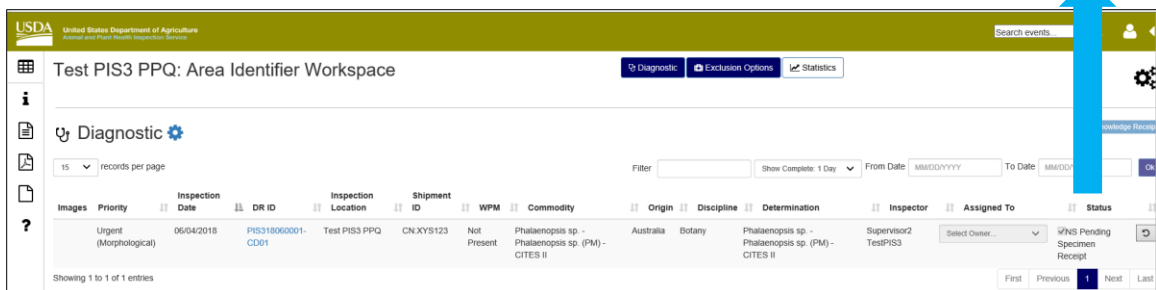 USDA United States Department of Agriculture
Animal and Plant Health Inspection Service
Search events...
Test PIS3 PPQ: Area Identifier Workspace
Diagnostic
Exclusion Options
Statistics
Diagnostic
15 records per page
Filter
Show Complete: 1 Day
From Date MM/DD/YYYY
To Date
Ok
Images Priority Inspection Date DR ID Inspection Location Shipment ID WPM Commodity Origin Discipline Determination Inspector Assigned To Status
Urgent (Morphological)
06/04/2018
PIS318060001-
CD01
Test PIS3 PPQ
CN:XYS123
Not
Present
Phalaenopsis sp. -
Phalaenopsis sp. (PM) -
CITES II
Australia
Botany
Phalaenopsis sp. -
Phalaenopsis sp. (PM) -
CITES II
Supervisor2
TestPIS3
Select Owner...
NS Pending
Specimen
Receipt
Showing 1 to 1 of 1 entries
First Previous 1 Next Last